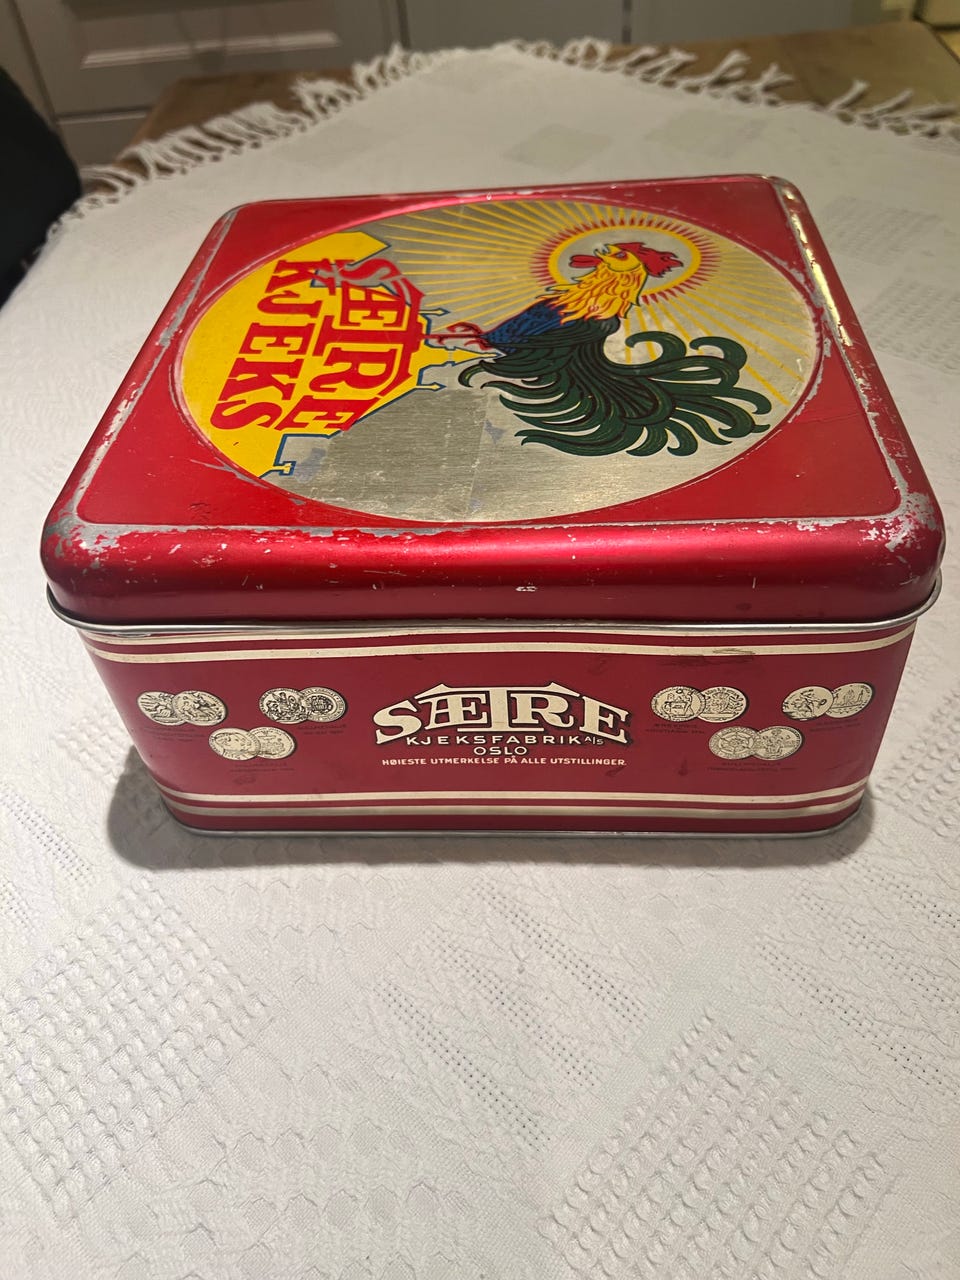 SÆTRE
KJEKS
SÆTRE
KJEKSFABRIK A/S
OSLO
HØIESTE UTMERKELSE PÅ ALLE UTSTILLINGER.